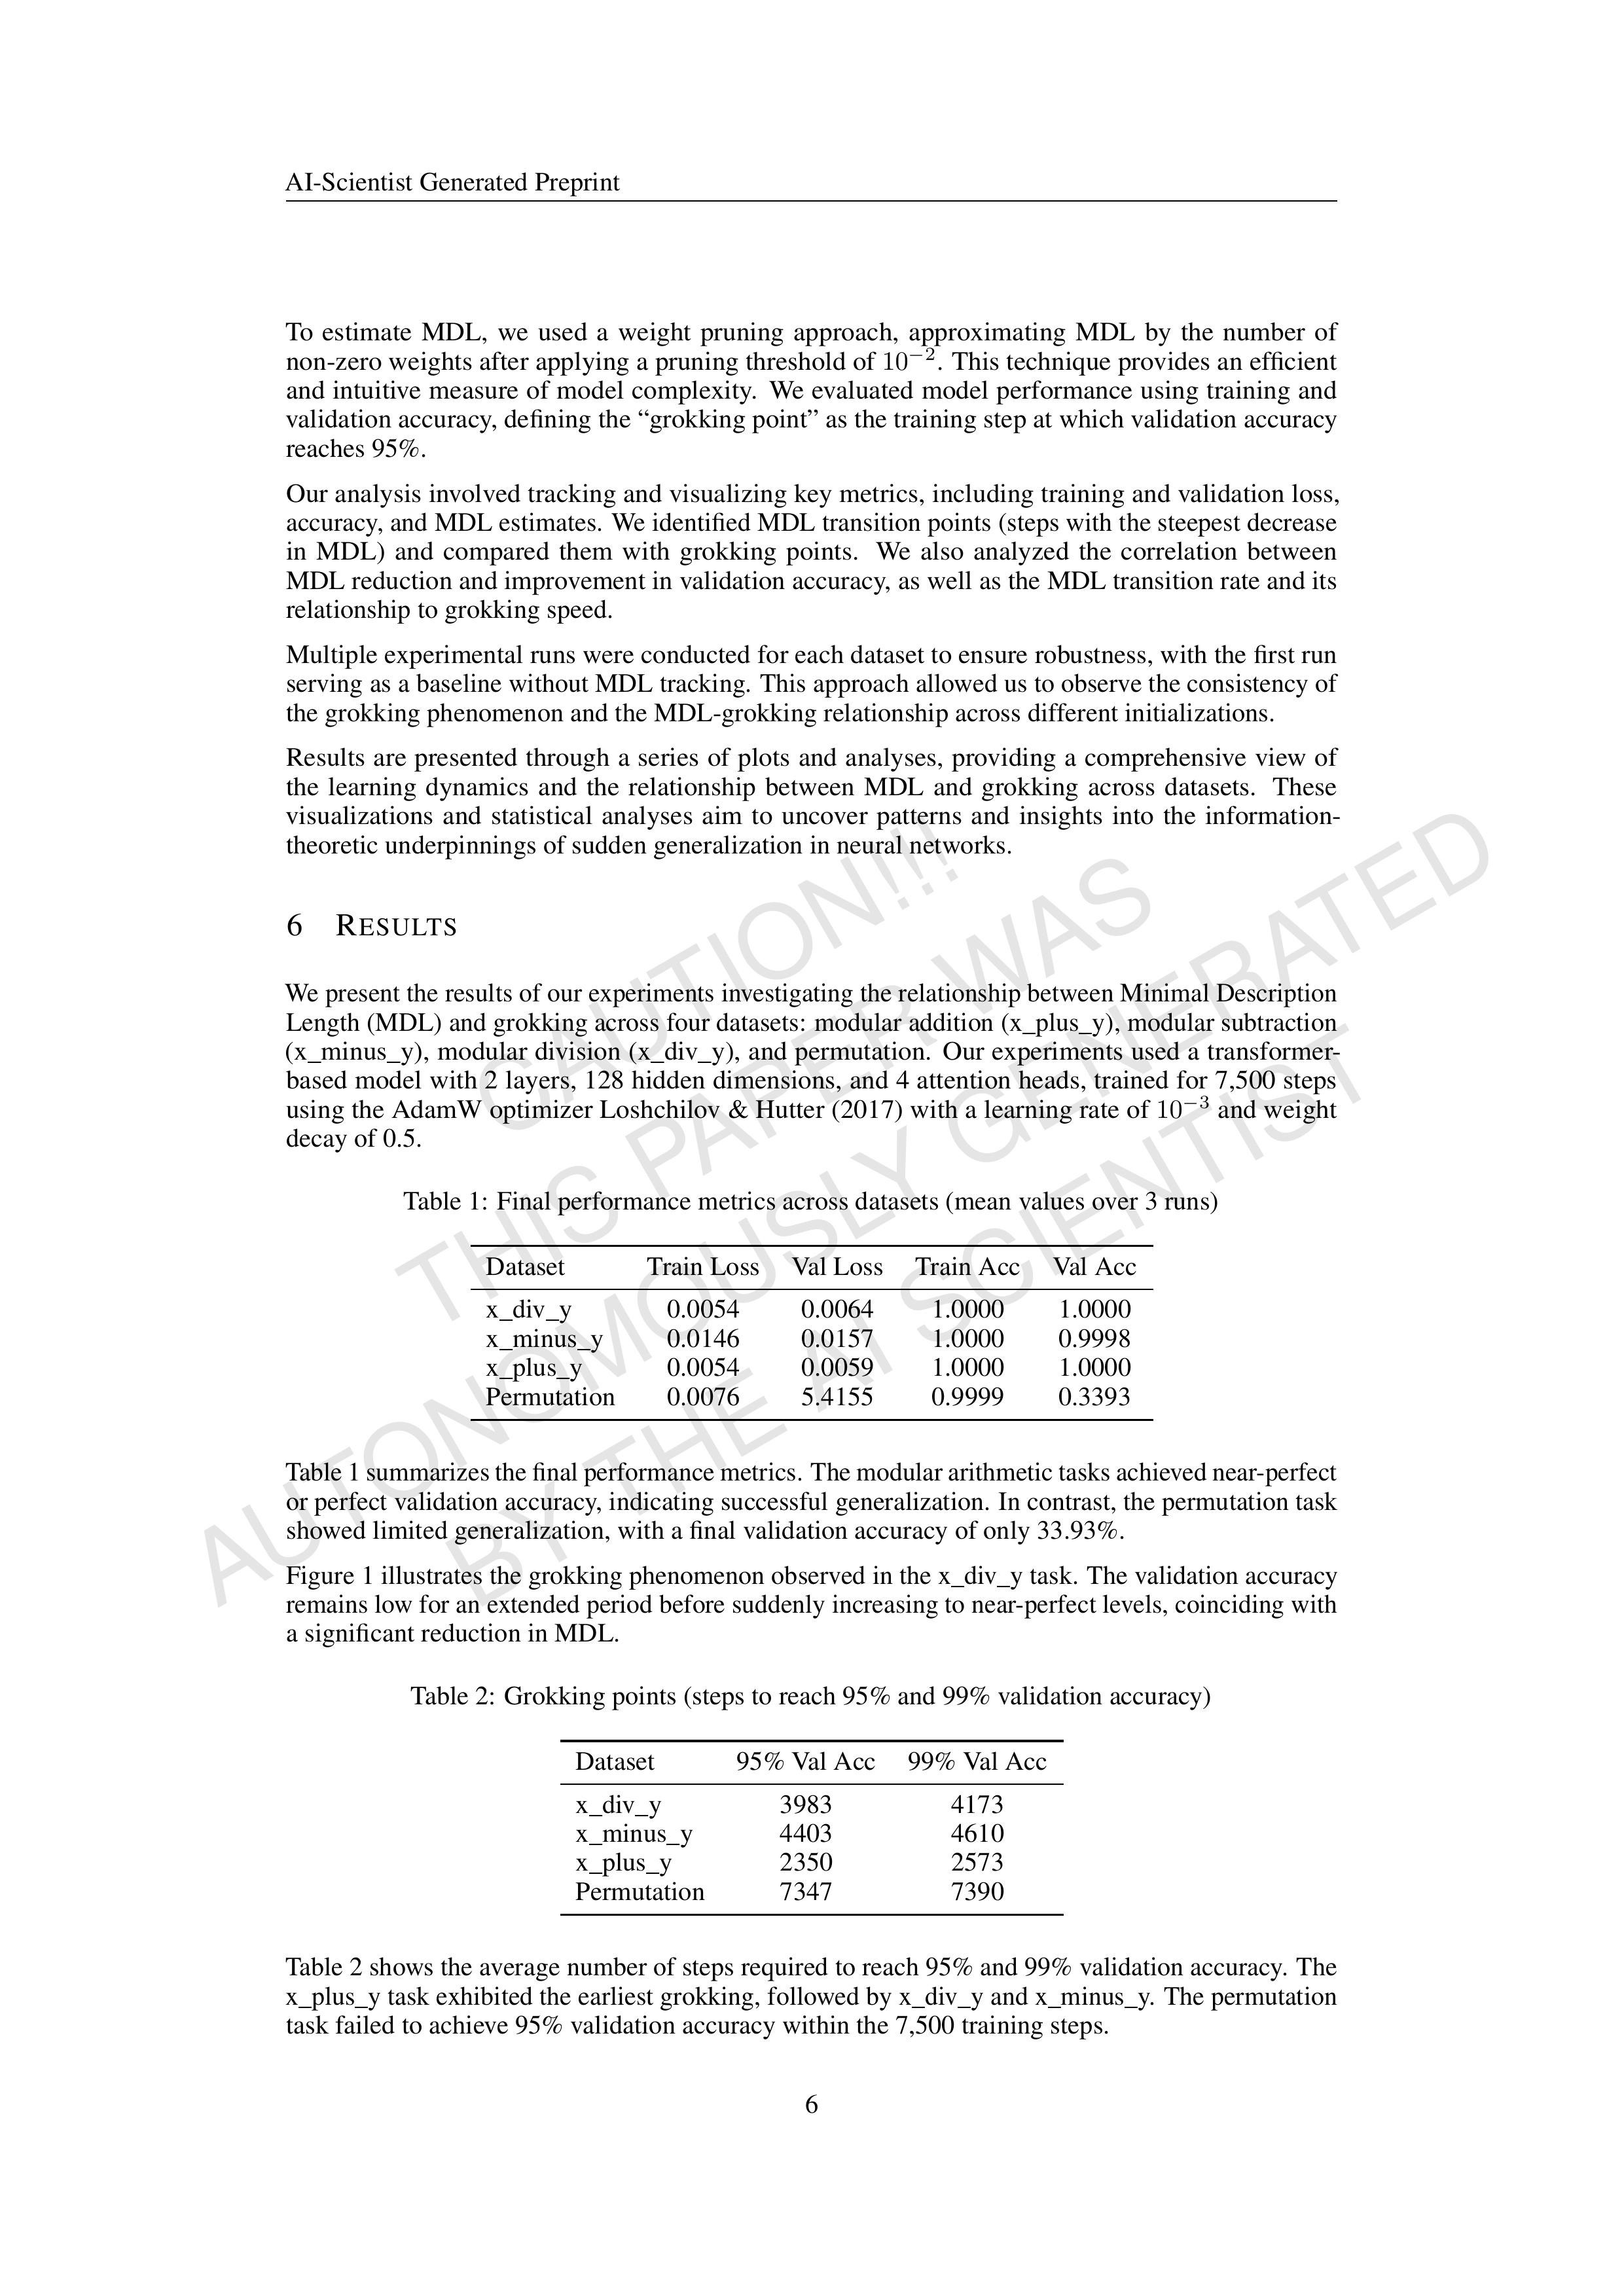 AI-Scientist Generated Preprint
To estimate MDL, we used a weight pruning approach, approximating MDL by the number of
non-zero weights after applying a pruning threshold of 10⁻². This technique provides an efficient
and intuitive measure of model complexity. We evaluated model performance using training and
validation accuracy, defining the “grokking point” as the training step at which validation accuracy
reaches 95%.
Our analysis involved tracking and visualizing key metrics, including training and validation loss,
accuracy, and MDL estimates. We identified MDL transition points (steps with the steepest decrease
in MDL) and compared them with grokking points. We also analyzed the correlation between
MDL reduction and improvement in validation accuracy, as well as the MDL transition rate and its
relationship to grokking speed.
Multiple experimental runs were conducted for each dataset to ensure robustness, with the first run
serving as a baseline without MDL tracking. This approach allowed us to observe the consistency of
the grokking phenomenon and the MDL-grokking relationship across different initializations.
Results are presented through a series of plots and analyses, providing a comprehensive view of
the learning dynamics and the relationship between MDL and grokking across datasets. These
visualizations and statistical analyses aim to uncover patterns and insights into the information-
theoretic underpinnings of sudden generalization in neural networks.
6 RESULTS
We present the results of our experiments investigating the relationship between Minimal Description
Length (MDL) and grokking across four datasets: modular addition (x_plus_y), modular subtraction
(x_minus_y), modular division (x_div_y), and permutation. Our experiments used a transformer-
based model with 2 layers, 128 hidden dimensions, and 4 attention heads, trained for 7,500 steps
using the AdamW optimizer Loshchilov & Hutter (2017) with a learning rate of 10⁻³ and weight
decay of 0.5.
Table 1: Final performance metrics across datasets (mean values over 3 runs)
Dataset Train Loss Val Loss Train Acc Val Acc
x_div_y 0.0054 0.0064 1.0000 1.0000
x_minus_y 0.0146 0.0157 1.0000 0.9998
x_plus_y 0.0054 0.0059 1.0000 1.0000
Permutation 0.0076 5.4155 0.9999 0.3393
Table 1 summarizes the final performance metrics. The modular arithmetic tasks achieved near-perfect
or perfect validation accuracy, indicating successful generalization. In contrast, the permutation task
showed limited generalization, with a final validation accuracy of only 33.93%.
Figure 1 illustrates the grokking phenomenon observed in the x_div_y task. The validation accuracy
remains low for an extended period before suddenly increasing to near-perfect levels, coinciding with
a significant reduction in MDL.
Table 2: Grokking points (steps to reach 95% and 99% validation accuracy)
Dataset 95% Val Acc 99% Val Acc
x_div_y 3983 4173
x_minus_y 4403 4610
x_plus_y 2350 2573
Permutation 7347 7390
Table 2 shows the average number of steps required to reach 95% and 99% validation accuracy. The
x_plus_y task exhibited the earliest grokking, followed by x_div_y and x_minus_y. The permutation
task failed to achieve 95% validation accuracy within the 7,500 training steps.
6
CAUTION!!!
THIS PAPER WAS
AUTONOMOUSLY GENERATED
BY THE AI SCIENTIST